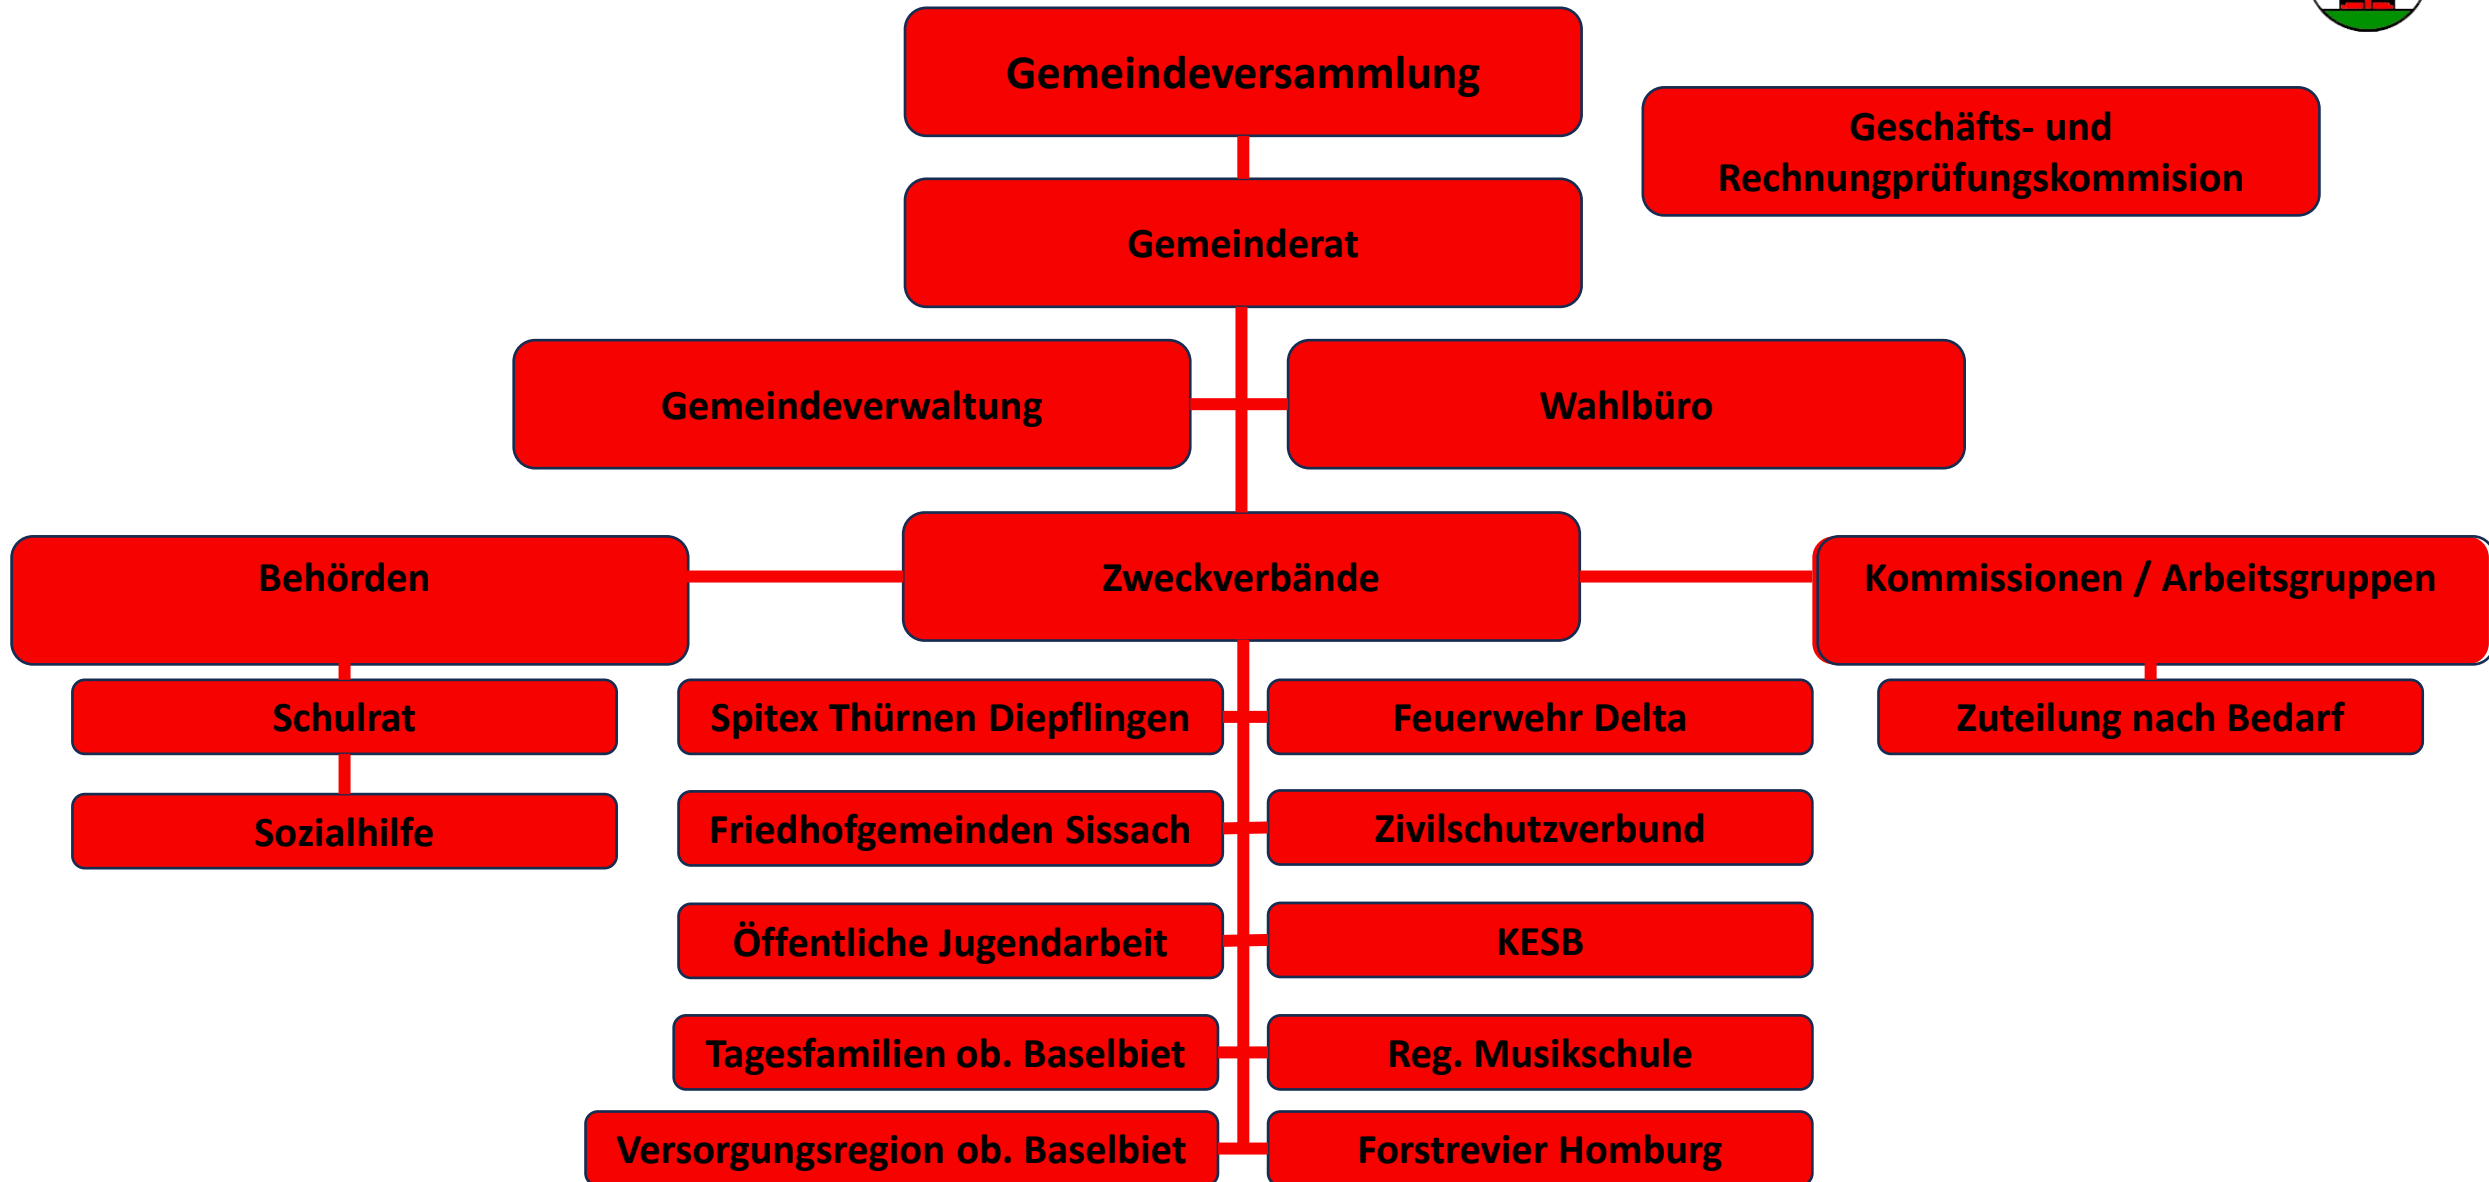 Gemeindeversammlung
Geschäfts- und
Rechnungprüfungskommision
Gemeinderat
Gemeindeverwaltung
Wahlbüro
Behörden
Zweckverbände
Kommissionen / Arbeitsgruppen
Schulrat
Spitex Thürnen Diepflingen
Feuerwehr Delta
Zuteilung nach Bedarf
Sozialhilfe
Friedhofgemeinden Sissach
Zivilschutzverbund
Öffentliche Jugendarbeit
KESB
Tagesfamilien ob. Baselbiet
Reg. Musikschule
Versorgungsregion ob. Baselbiet
Forstrevier Homburg